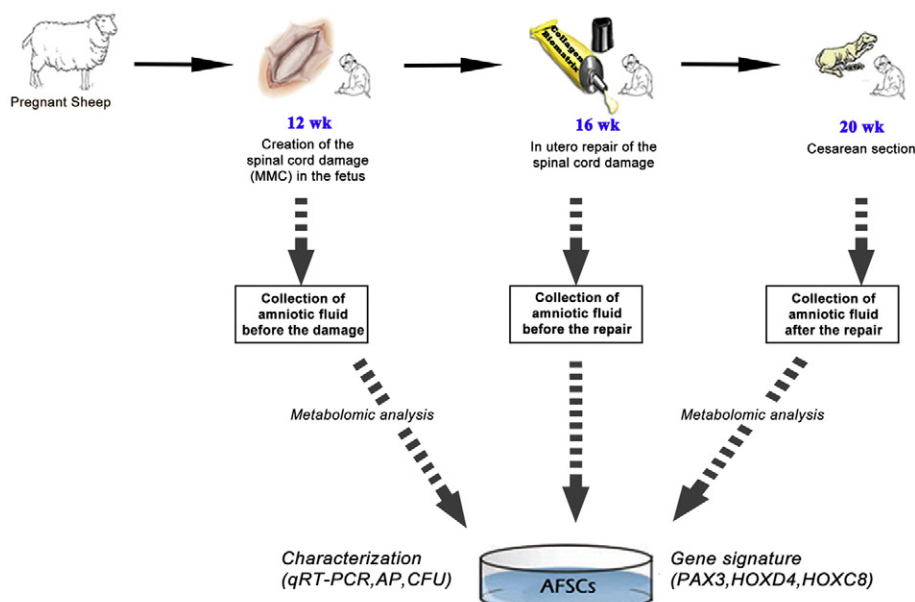 Pregnant Sheep
Collagen
Biomatrix
12 wk
Creation of the
spinal cord damage
(MMC) in the fetus
16 wk
In utero repair of the
spinal cord damage
20 wk
Cesarean section
Collection of
amniotic fluid
before the damage
Collection of
amniotic fluid
before the repair
Collection of
amniotic fluid
after the repair
Metabolomic analysis
Metabolomic analysis
Characterization
(qRT-PCR,AP,CFU)
AFSCs
Gene signature
(PAX3,HOXD4,HOXC8)